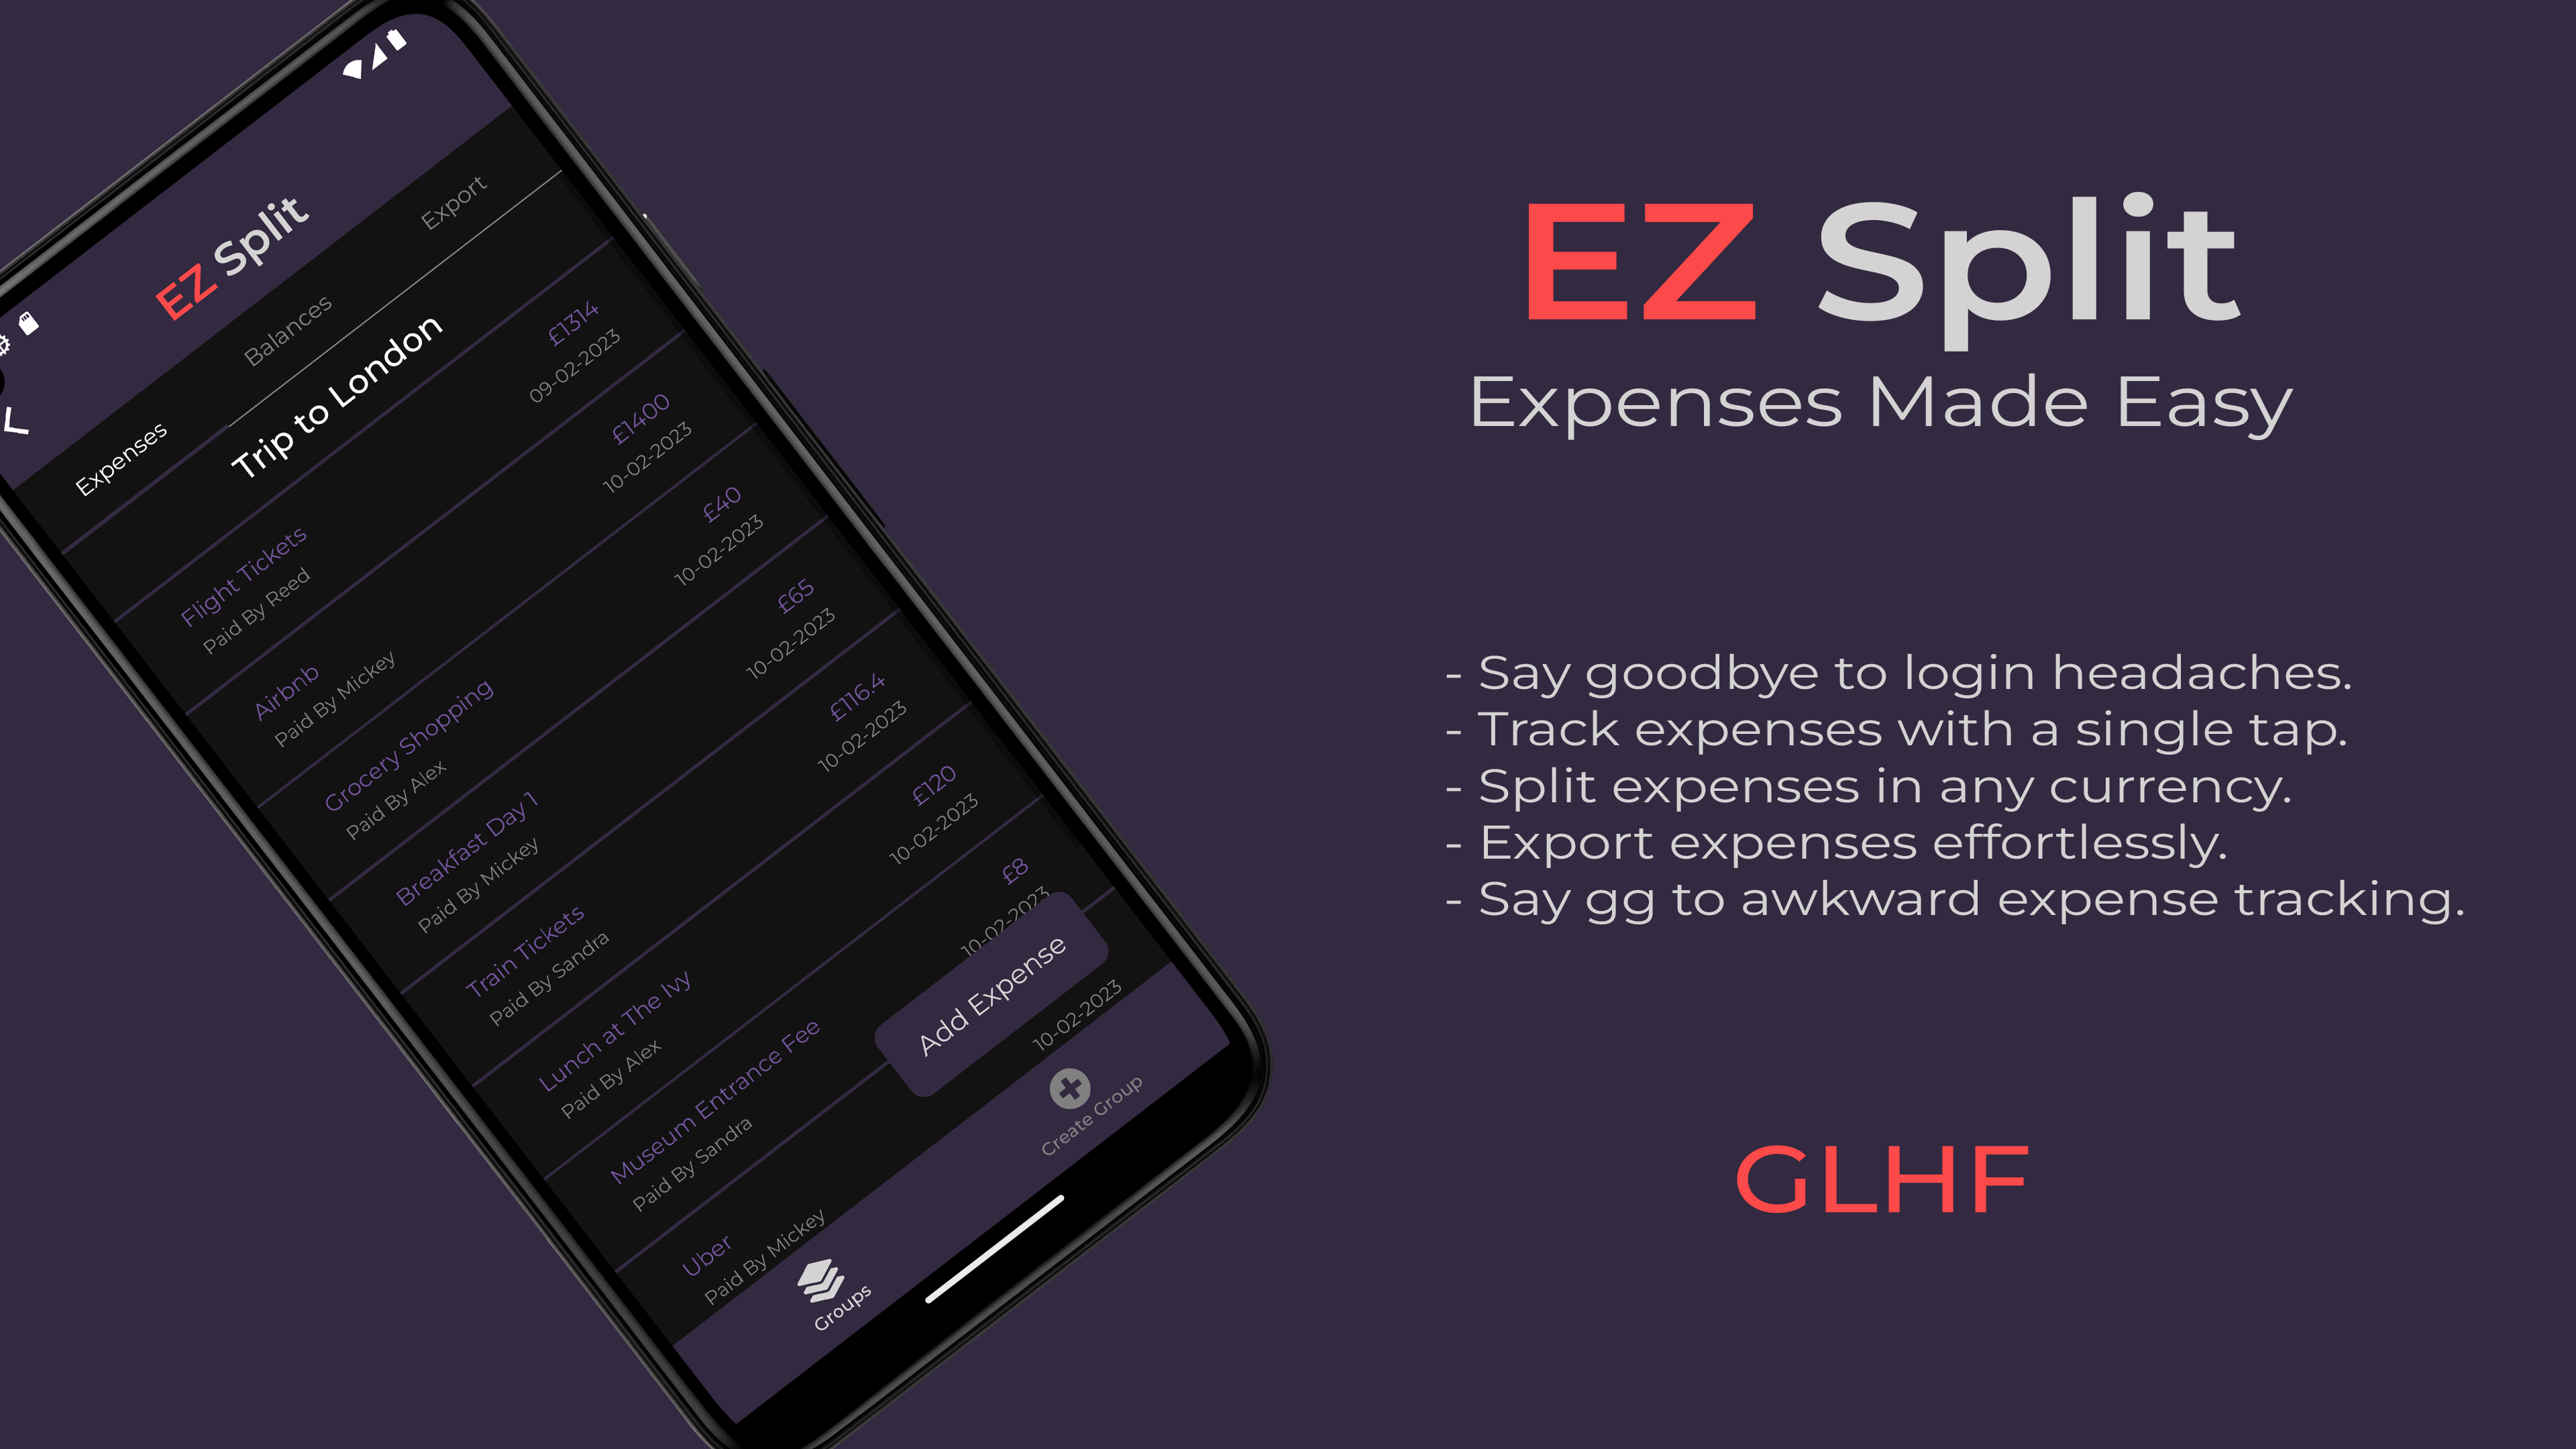 EZ Split
Expenses
Balances
Export
Trip to London
Flight Tickets
£1314
Paid By Reed
09-02-2023
Airbnb
£1400
Paid By Mickey
10-02-2023
Grocery Shopping
£40
Paid By Alex
10-02-2023
Breakfast Day 1
£65
Paid By Mickey
10-02-2023
Train Tickets
£116.4
Paid By Sandra
10-02-2023
Lunch at The Ivy
£120
Paid By Alex
10-02-2023
Museum Entrance Fee
£8
Paid By Sandra
10-02-2023
Uber
Paid By Mickey
10-02-2023
Add Expense
Groups
Create Group
EZ Split
Expenses Made Easy
- Say goodbye to login headaches.
- Track expenses with a single tap.
- Split expenses in any currency.
- Export expenses effortlessly.
- Say gg to awkward expense tracking.
GLHF